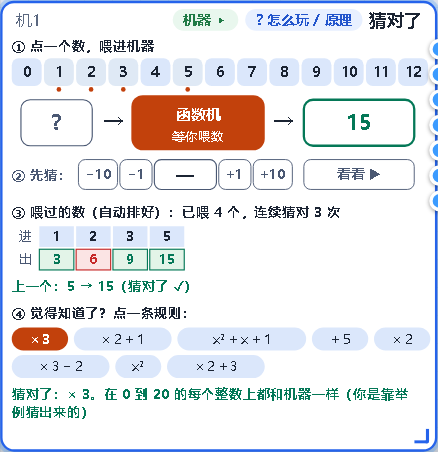 机1 机器 ▸ ? 怎么玩 / 原理 猜对了
① 点一个数，喂进机器
0 1 2 3 4 5 6 7 8 9 10 11 12
? → 函数机 → 15
等你喂数
② 先猜： −10 −1 — +1 +10 看看 ▶
③ 喂过的数（自动排好）：已喂 4 个，连续猜对 3 次
进 1 2 3 5
出 3 6 9 15
上一个：5 → 15（猜对了 ✓）
④ 觉得知道了？点一条规则：
× 3 × 2 + 1 x² + x + 1 + 5 × 2
× 3 − 2 x² × 2 + 3
猜对了：× 3。在 0 到 20 的每个整数上都和机器一样（你是靠举
例猜出来的）